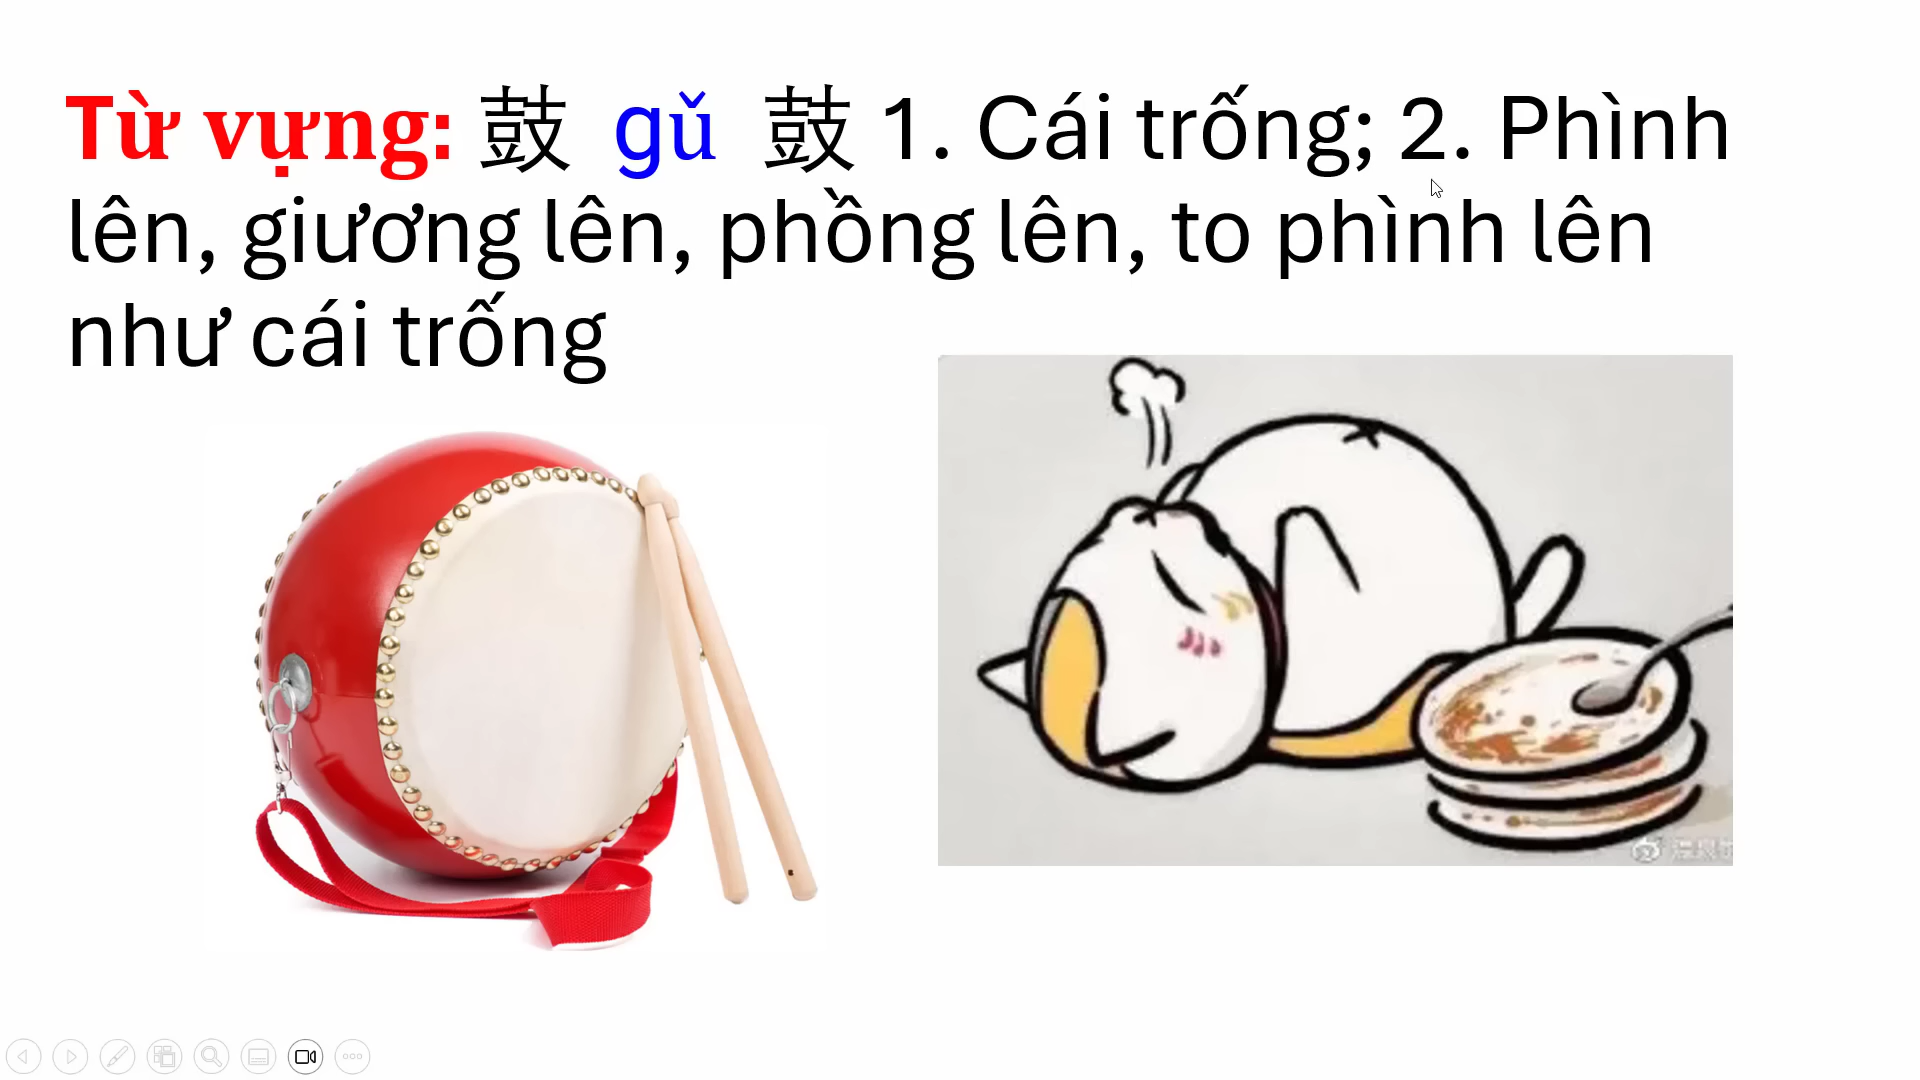 Từ vựng: 鼓 gǔ 鼓 1. Cái trống; 2. Phình
lên, giương lên, phồng lên, to phình lên
như cái trống